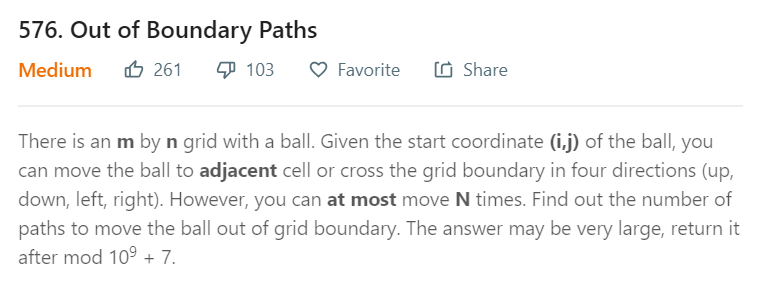 576. Out of Boundary Paths
Medium 261 103 Favorite Share
There is an m by n grid with a ball. Given the start coordinate (i,j) of the ball, you
can move the ball to adjacent cell or cross the grid boundary in four directions (up,
down, left, right). However, you can at most move N times. Find out the number of
paths to move the ball out of grid boundary. The answer may be very large, return it
after mod 10⁹ + 7.